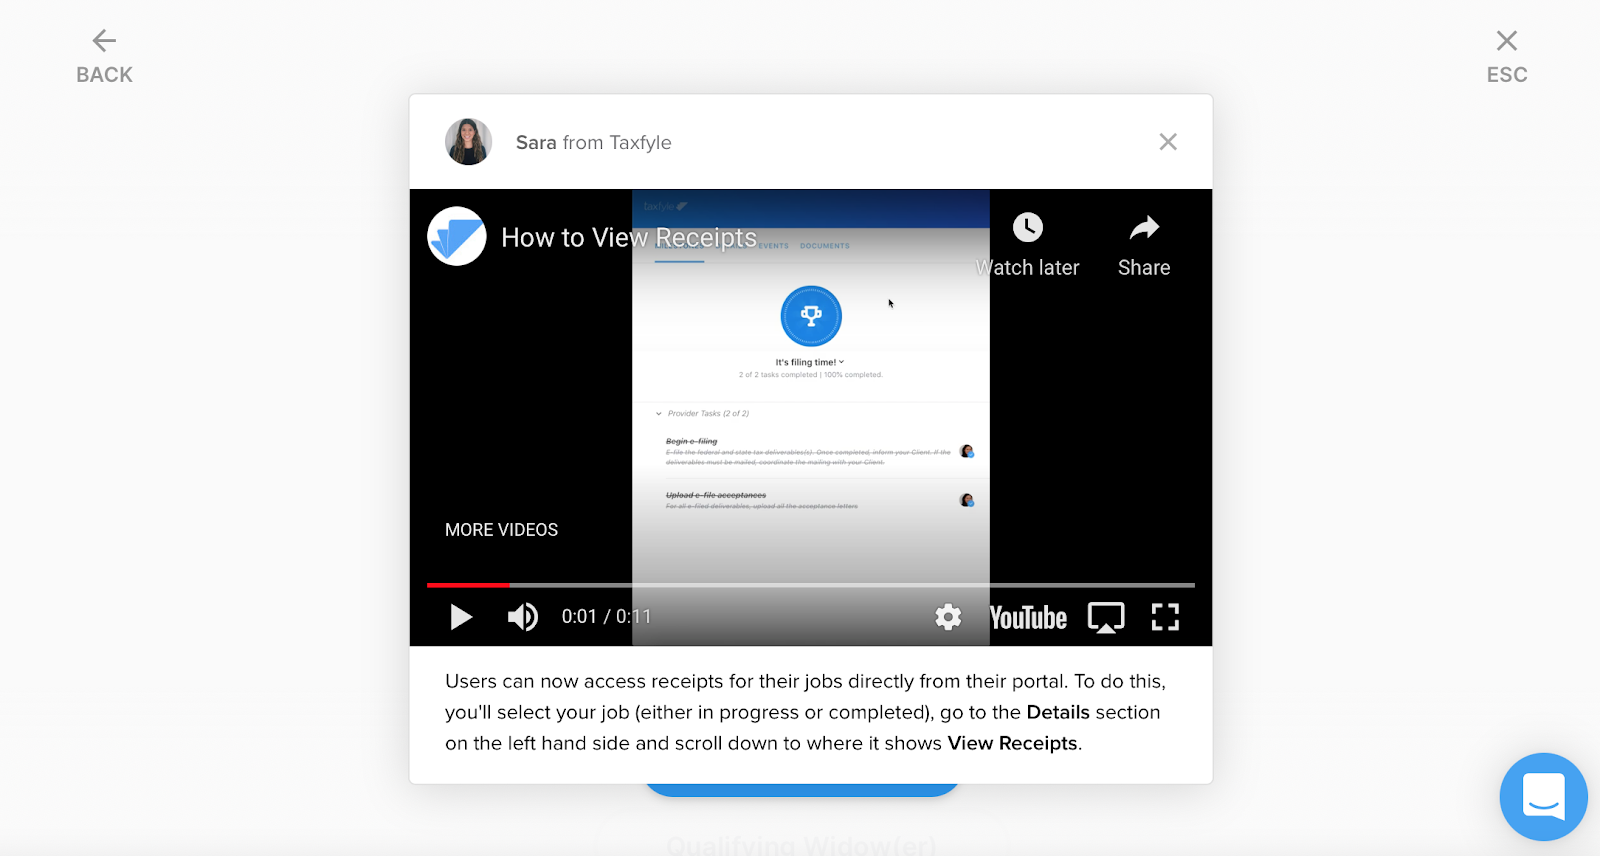 BACK
ESC
Sara from Taxfyle
taxfyle
How to View Receipts
EVENTS DOCUMENTS
Watch later
Share
It's filing time!
2 of 2 tasks completed | 100% completed.
Provider Tasks (2 of 2)
Begin e-filing
E-file the federal and state tax deliverables(s). Once completed, inform your Client. If the
deliverables must be mailed, coordinate the mailing with your Client.
Upload e-file acceptances
For all e-filed deliverables, upload all the acceptance letters
MORE VIDEOS
0:01 / 0:11
YouTube
Users can now access receipts for their jobs directly from their portal. To do this,
you'll select your job (either in progress or completed), go to the Details section
on the left hand side and scroll down to where it shows View Receipts.
Qualifying Widow(er)